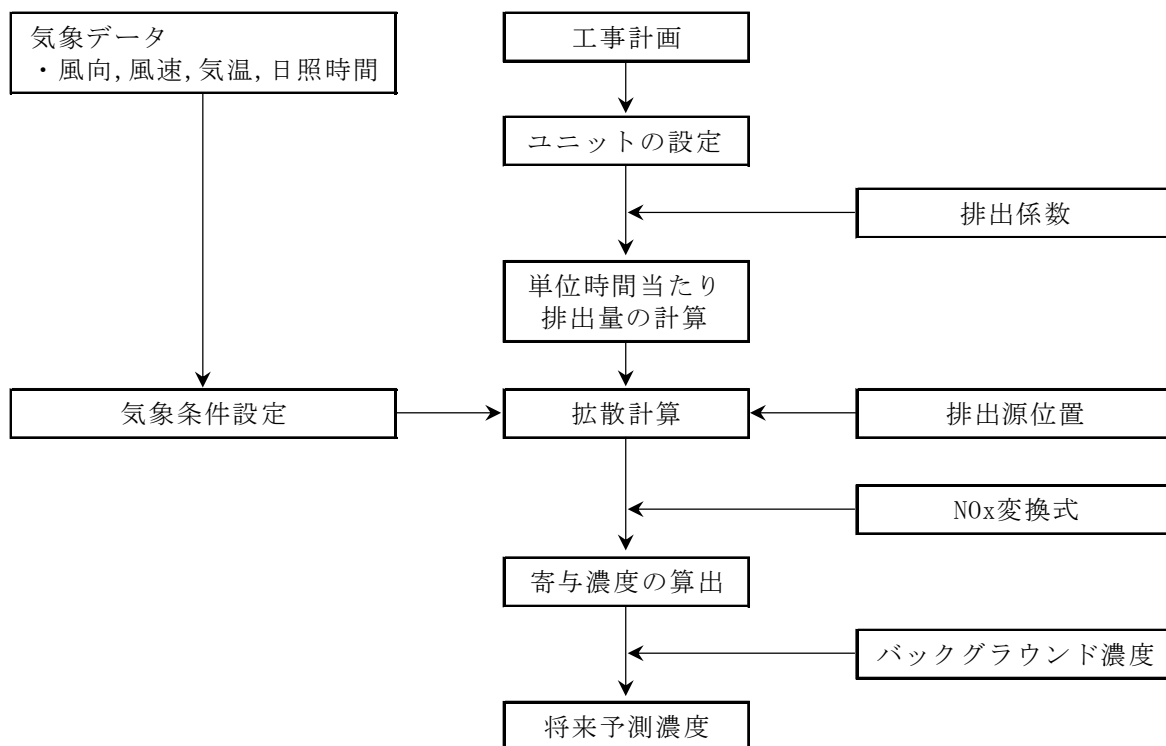 気象データ
・風向,風速,気温,日照時間
工事計画
ユニットの設定
排出係数
単位時間当たり
排出量の計算
気象条件設定
拡散計算
排出源位置
NOx変換式
寄与濃度の算出
バックグラウンド濃度
将来予測濃度